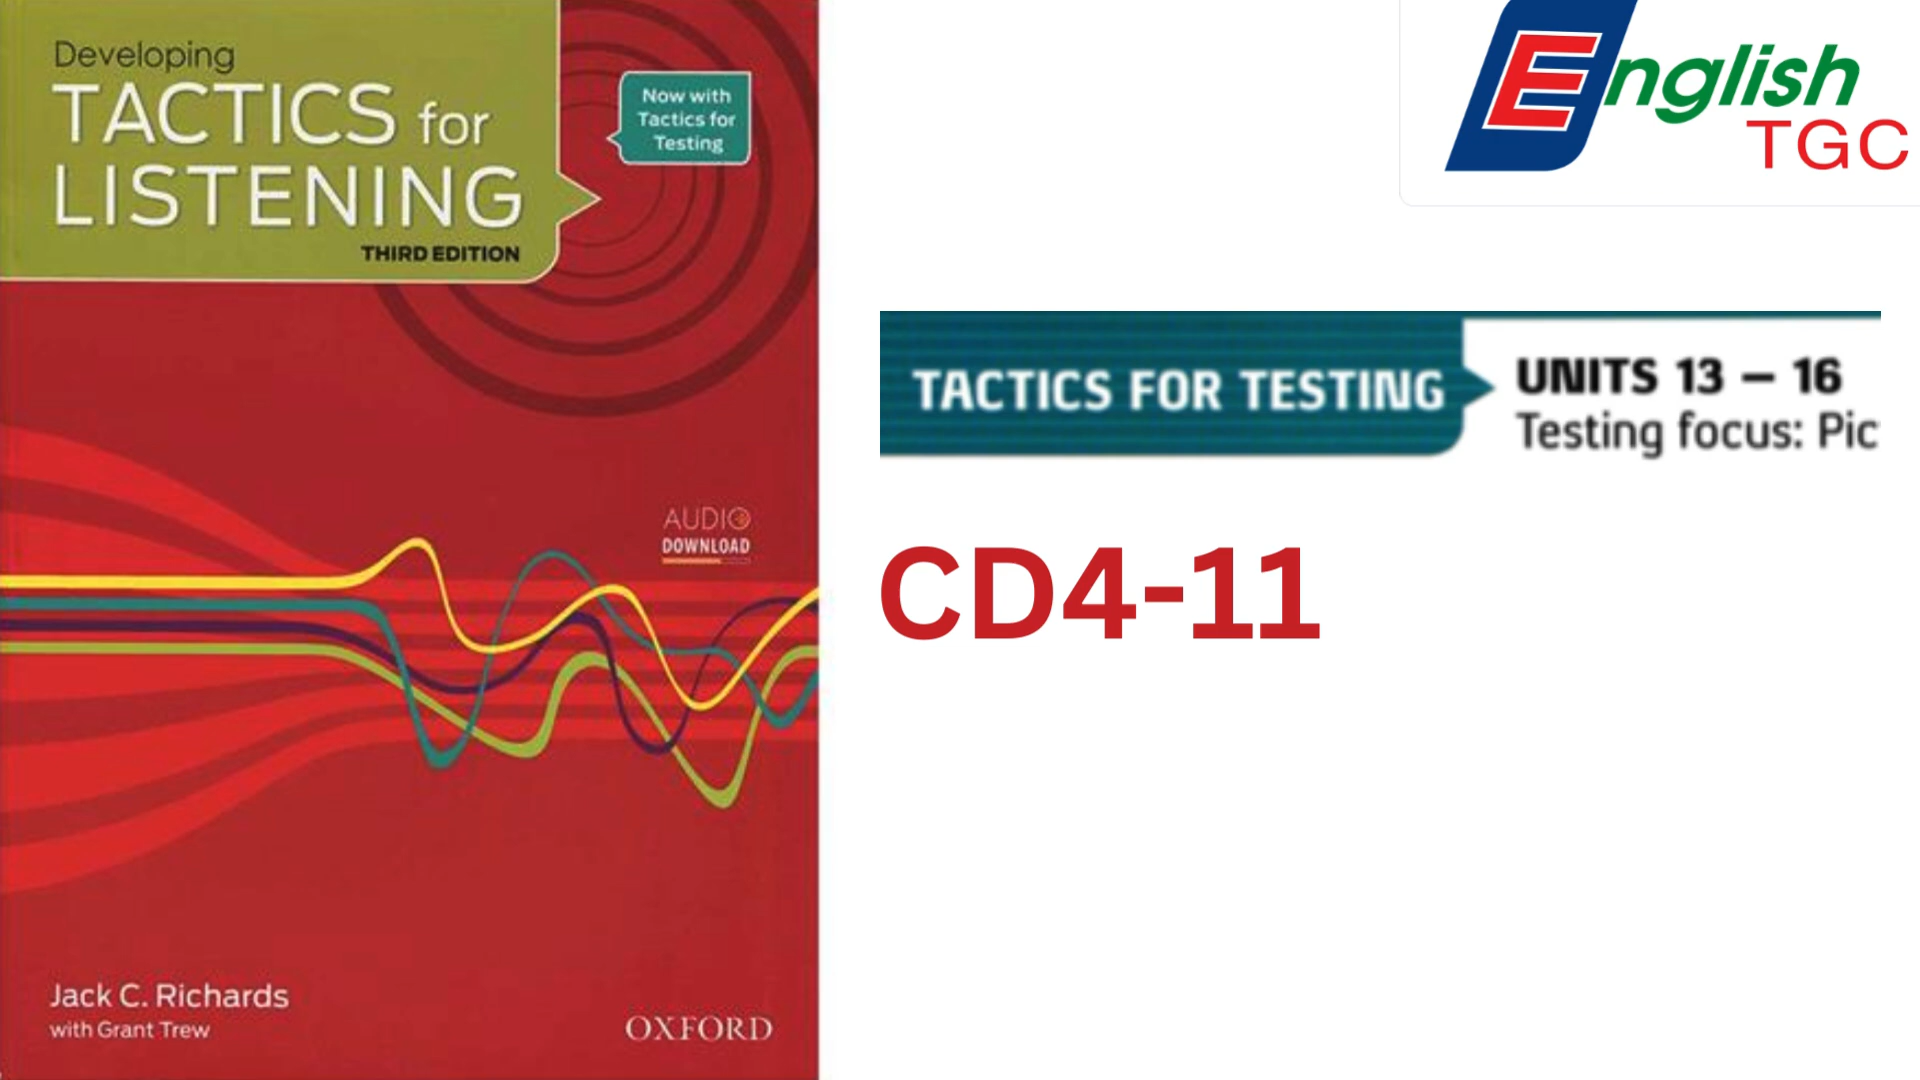 Developing
TACTICS for
LISTENING
THIRD EDITION
Now with
Tactics for
Testing
AUDIO
DOWNLOAD
Jack C. Richards
with Grant Trew
OXFORD
English
TGC
TACTICS FOR TESTING
UNITS 13 – 16
Testing focus: Pic
CD4-11